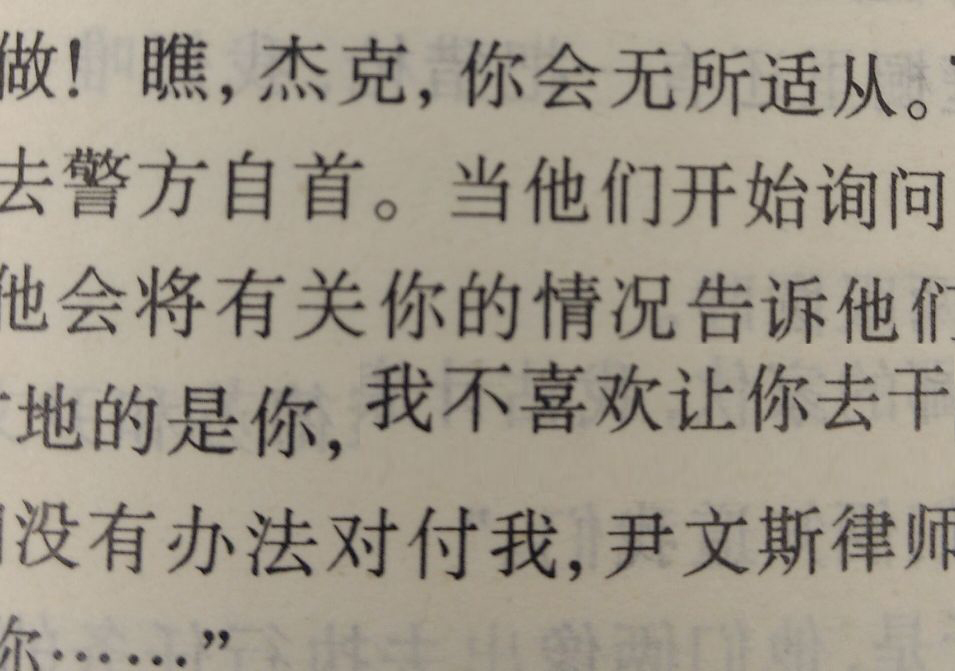 做！瞧，杰克，你会无所适从。
去警方自首。当他们开始询问
他会将有关你的情况告诉他们
地的是你，我不喜欢让你去干
没有办法对付我，尹文斯律师
你……”